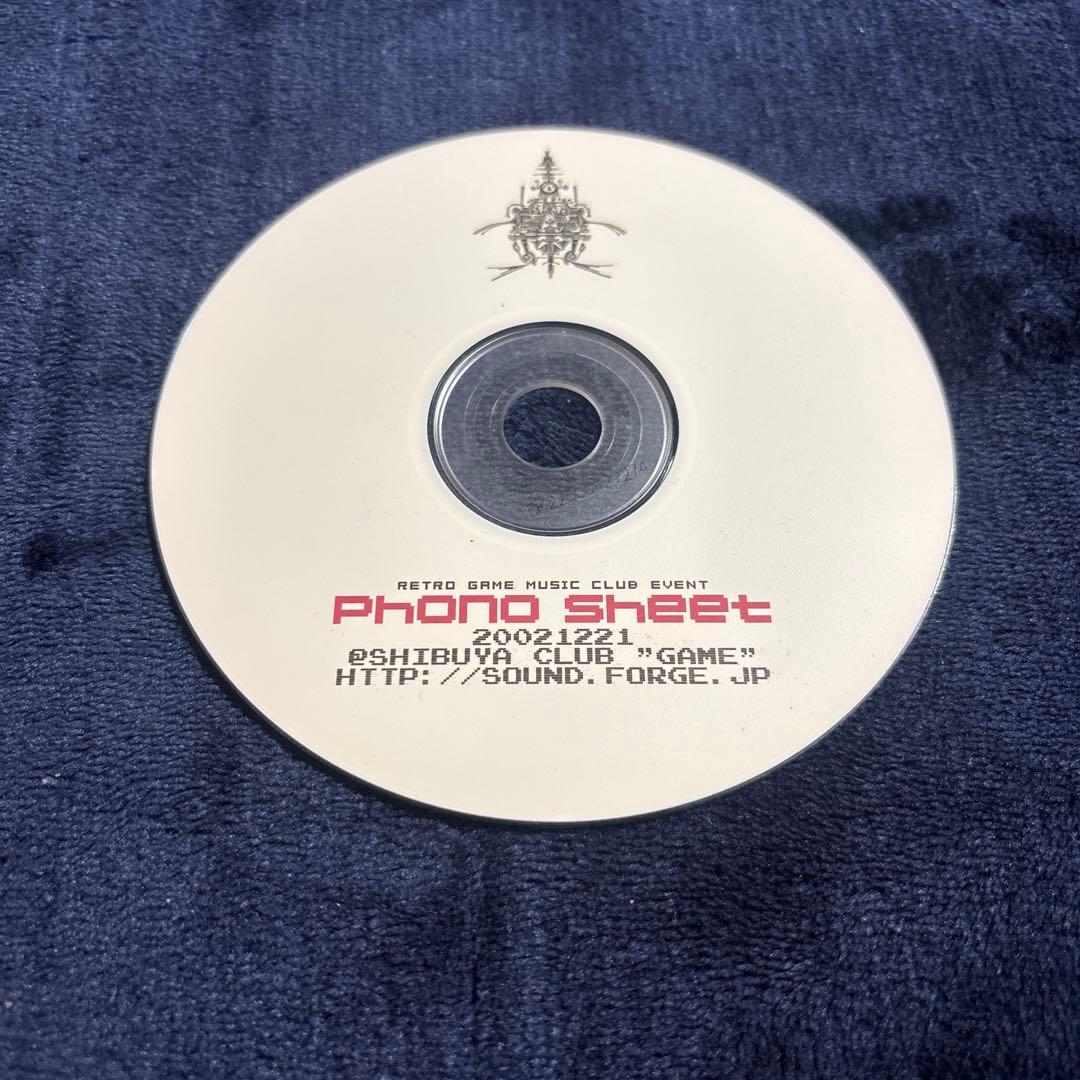 RETRO GAME MUSIC CLUB EVENT
Phono Sheet
20021221
@SHIBUYA CLUB "GAME"
HTTP://SOUND.FORGE.JP